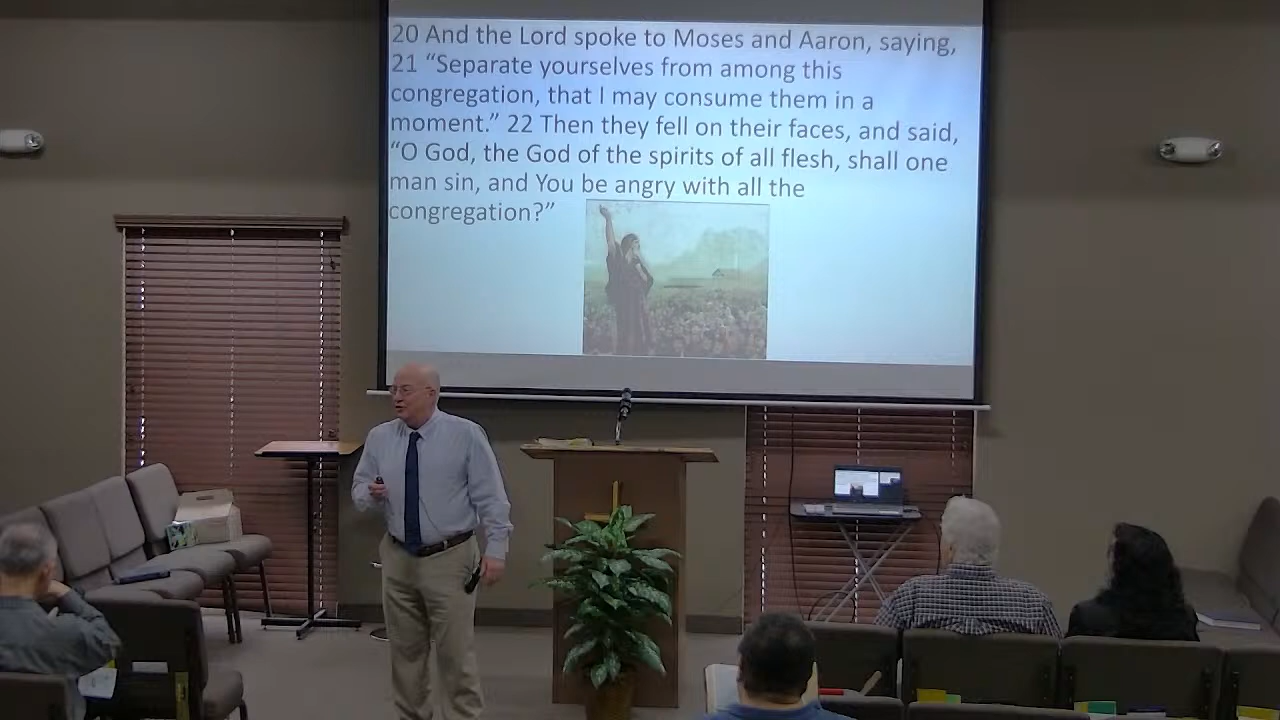 20 And the Lord spoke to Moses and Aaron, saying,
21 “Separate yourselves from among this
congregation, that I may consume them in a
moment.” 22 Then they fell on their faces, and said,
“O God, the God of the spirits of all flesh, shall one
man sin, and You be angry with all the
congregation?”